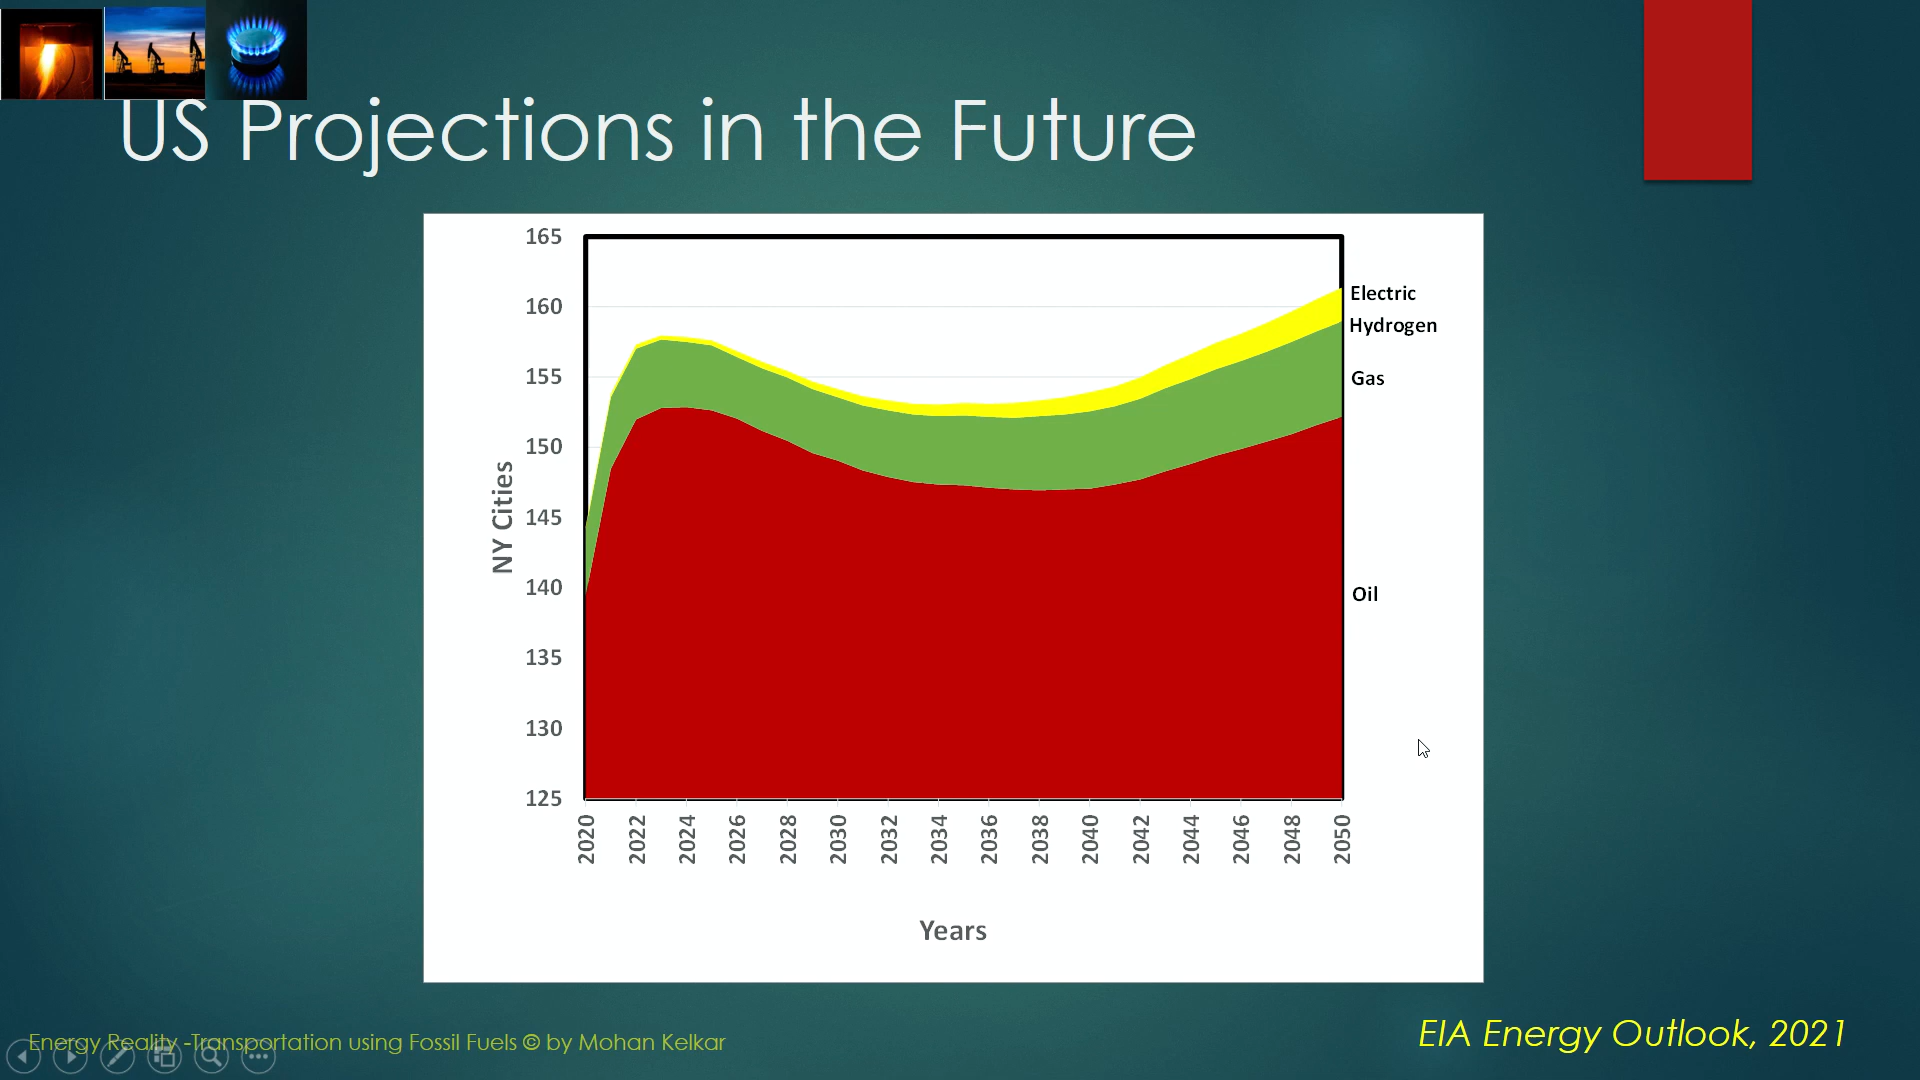 US Projections in the Future
165
160
155
150
145
140
135
130
125
NY Cities
Electric
Hydrogen
Gas
Oil
2020 2022 2024 2026 2028 2030 2032 2034 2036 2038 2040 2042 2044 2046 2048 2050
Years
Energy Reality -Transportation using Fossil Fuels © by Mohan Kelkar
EIA Energy Outlook, 2021